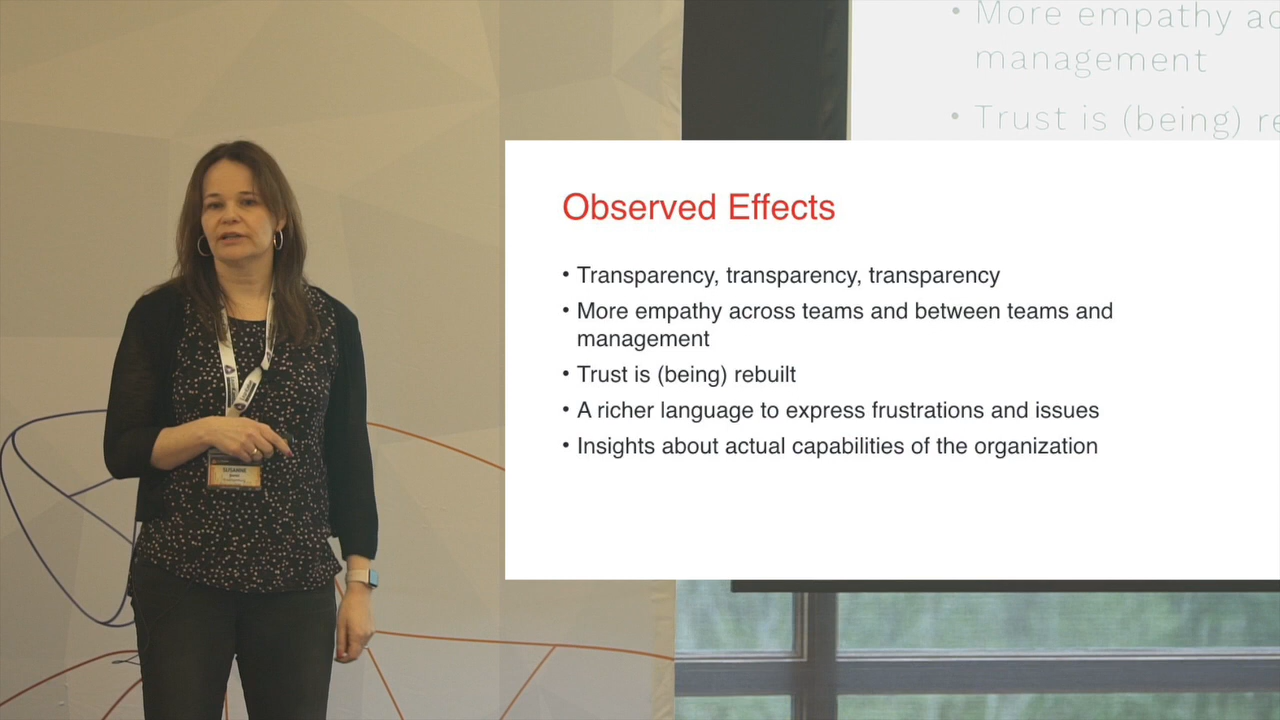 • More empathy
management
• Trust is (being)
Observed Effects
• Transparency, transparency, transparency
• More empathy across teams and between teams and
management
• Trust is (being) rebuilt
• A richer language to express frustrations and issues
• Insights about actual capabilities of the organization
SUSANNE